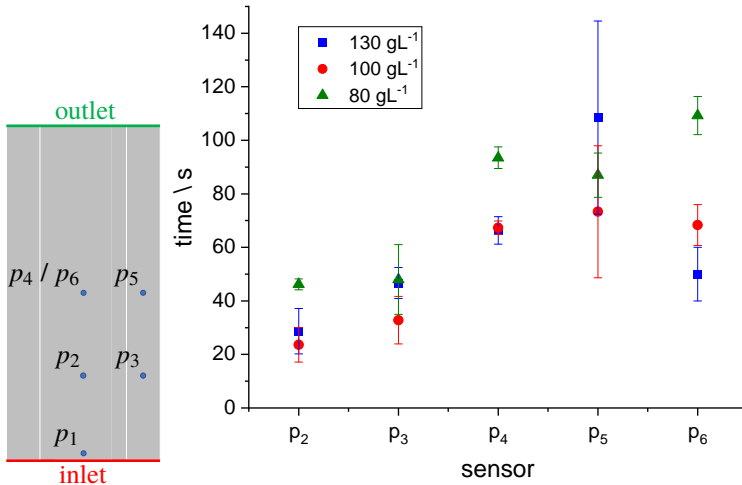 outlet
p4 / p6 p5
p2 p3
p1
inlet
time \ s
140
120
100
80
60
40
20
0
130 gL-1
100 gL-1
80 gL-1
p2 p3 p4 p5 p6
sensor